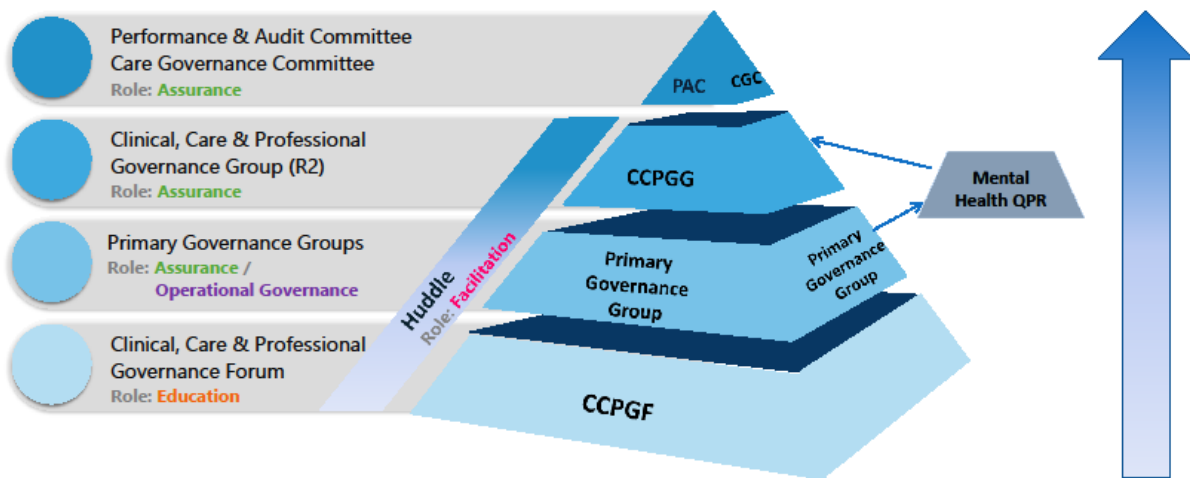 Performance & Audit Committee
Care Governance Committee
Role: Assurance
Clinical, Care & Professional
Governance Group (R2)
Role: Assurance
Primary Governance Groups
Role: Assurance /
Operational Governance
Clinical, Care & Professional
Governance Forum
Role: Education
Huddle
Role: Facilitation
PAC
CGC
CCPGG
Primary
Governance
Group
Primary
Governance
Group
CCPGF
Mental
Health QPR